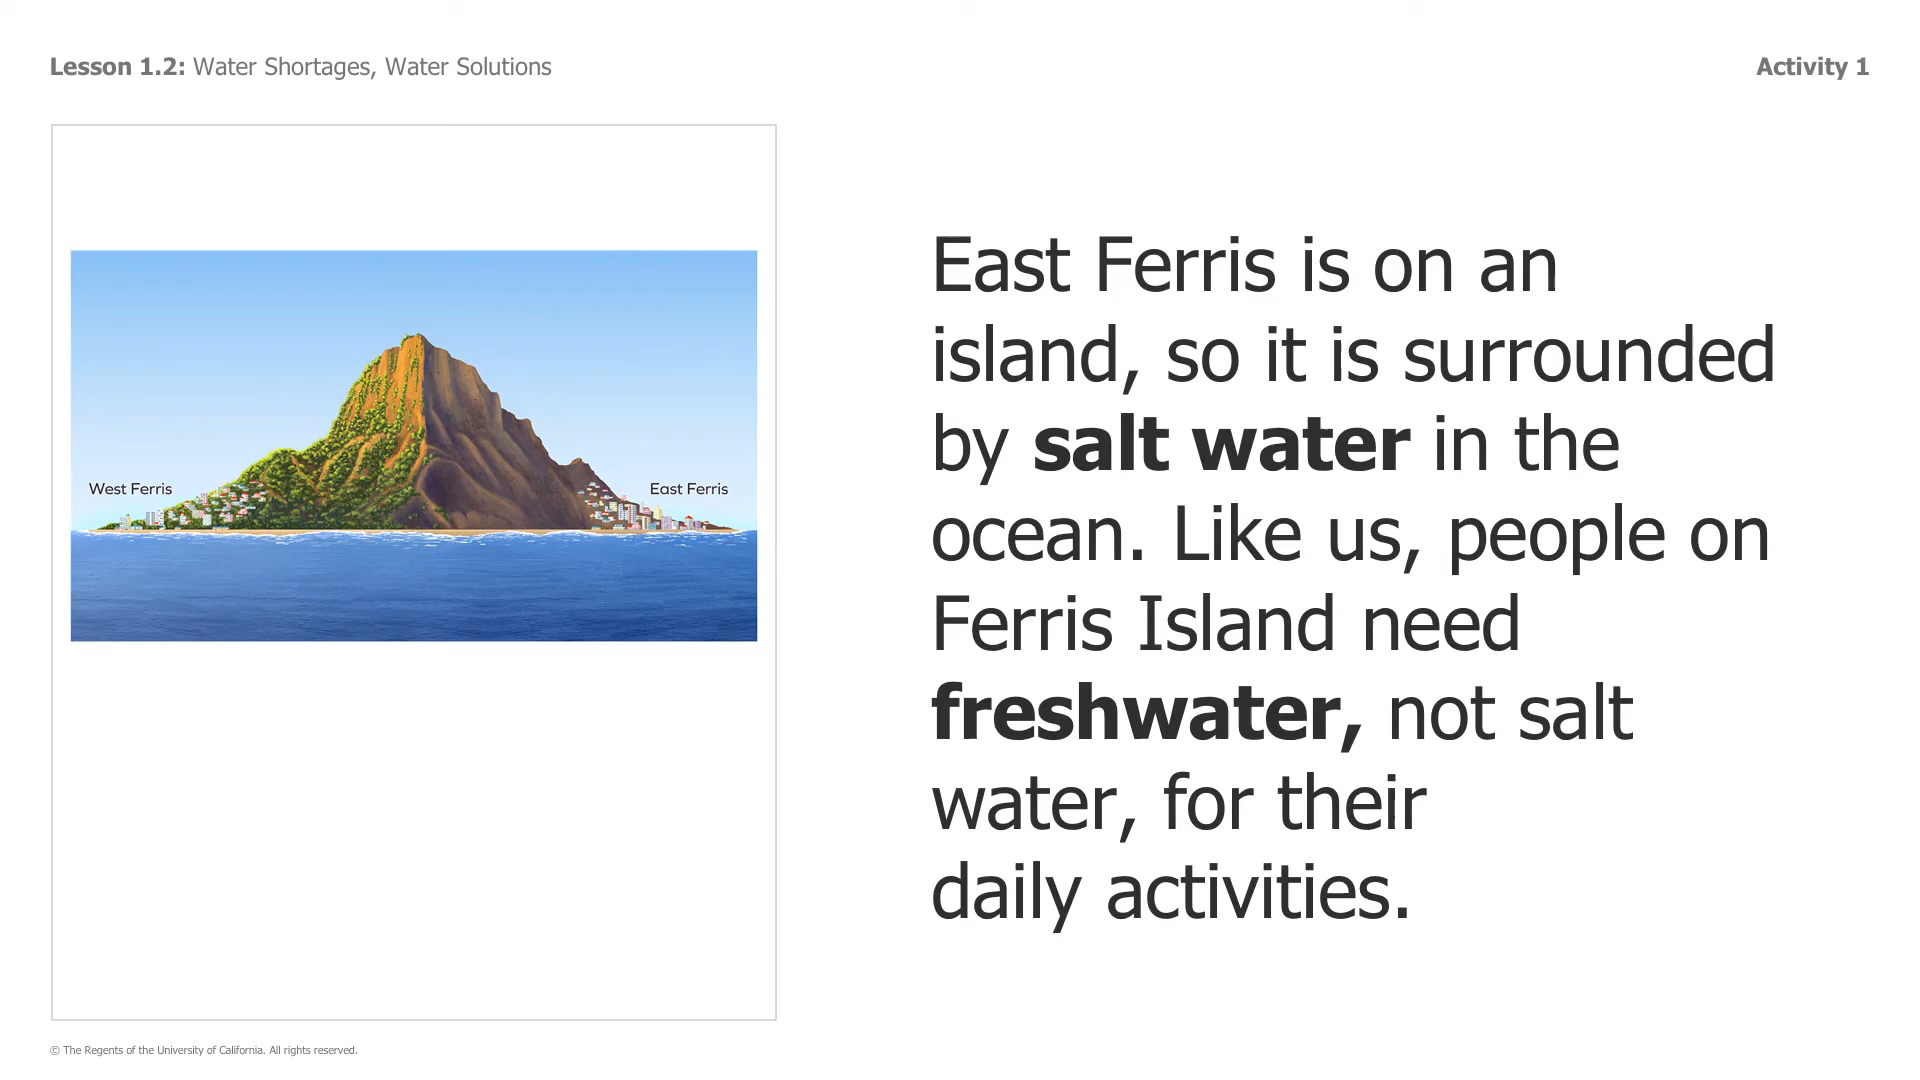 Lesson 1.2: Water Shortages, Water Solutions
Activity 1
West Ferris
East Ferris
East Ferris is on an
island, so it is surrounded
by salt water in the
ocean. Like us, people on
Ferris Island need
freshwater, not salt
water, for their
daily activities.
© The Regents of the University of California. All rights reserved.